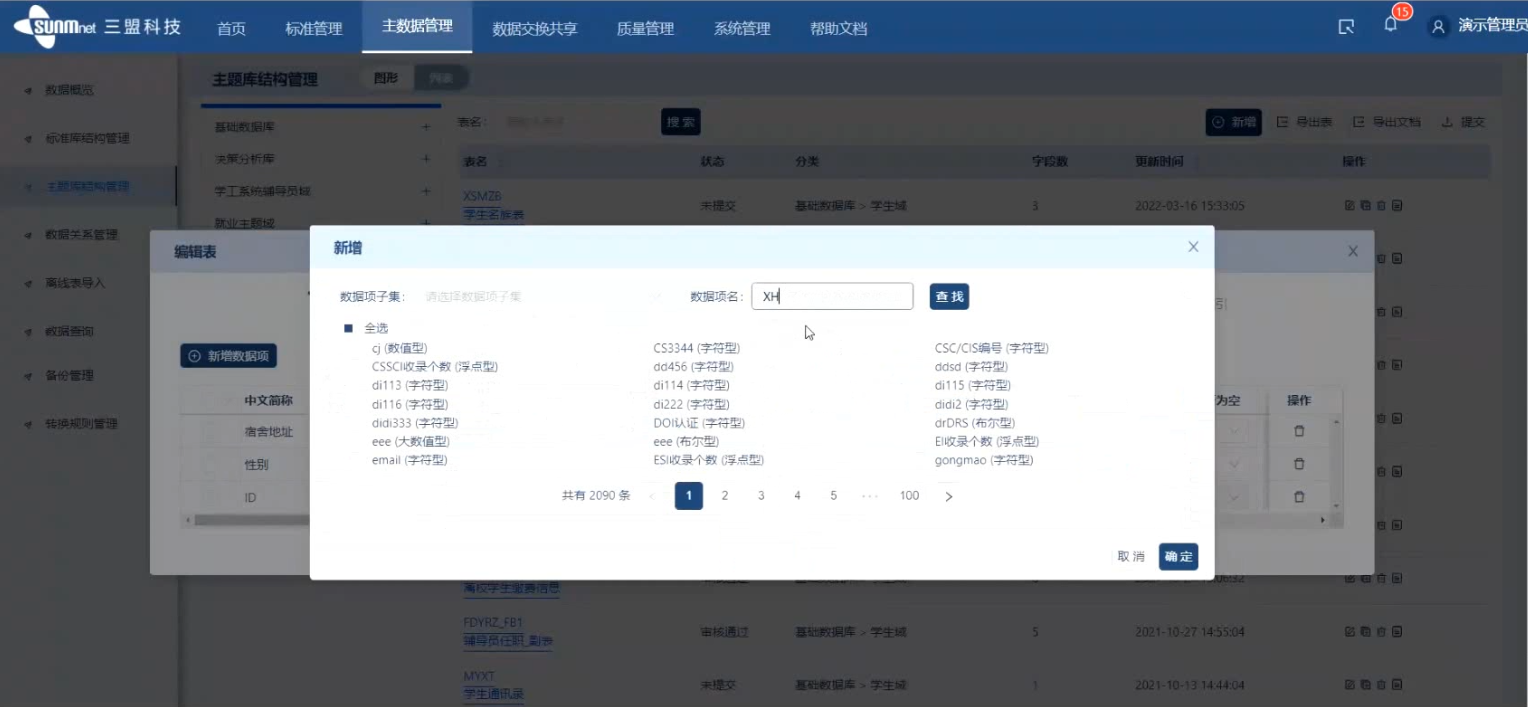 sunmnet 三盟科技 首页 标准管理 主数据管理 数据交换共享 质量管理 系统管理 帮助文档 15 演示管理员
数据概览
标准库结构管理
主题库结构管理
数据关系管理
离线表导入
数据查询
备份管理
转换规则管理
主题库结构管理 图形 列表
基础数据库 +
决策分析库 +
学工系统辅导员域 +
就业主题域 +
表名: 搜索 新增 导出表 导出文档 提交
表名 状态 分类 字段数 更新时间 操作
XSMZB
学生名族表 未提交 基础数据库 > 学生域 3 2022-03-16 15:33:05
编辑表
新增数据项
中文简称 为空 操作
宿舍地址
性别
ID
新增
数据项子集: 请选择数据项子集 数据项名: XH 查找
全选
cj (数值型) CS3344 (字符型) CSC/CIS编号 (字符型)
CSSCI收录个数 (浮点型) dd456 (字符型) ddsd (字符型)
di113 (字符型) di114 (字符型) di115 (字符型)
di116 (字符型) di222 (字符型) didi2 (字符型)
didi333 (字符型) DOI认证 (字符型) drDRS (布尔型)
eee (大数值型) eee (布尔型) EI收录个数 (浮点型)
email (字符型) ESI收录个数 (浮点型) gongmao (字符型)
共有 2090 条 1 2 3 4 5 ··· 100
取消 确定
离校学生缴费信息
FDYRZ_FB1
辅导员任职_副表 审核通过 基础数据库 > 学生域 5 2021-10-27 14:55:04
MYXT
学生通讯录 未提交 基础数据库 > 学生域 1 2021-10-13 14:44:04